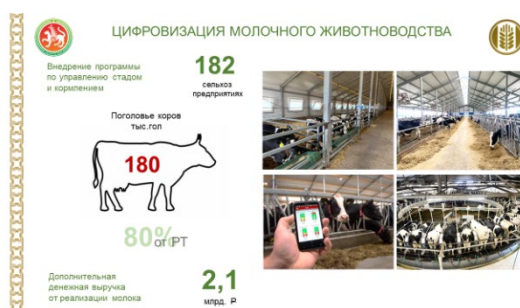 ЦИФРОВИЗАЦИЯ МОЛОЧНОГО ЖИВОТНОВОДСТВА
Внедрение программы
по управлению стадом
и кормлением
182
сельхоз
предприятиях
Поголовье коров
тыс.гол
180
80%
от РТ
Дополнительная
денежная выручка
от реализации молока
2,1
млрд. ₽